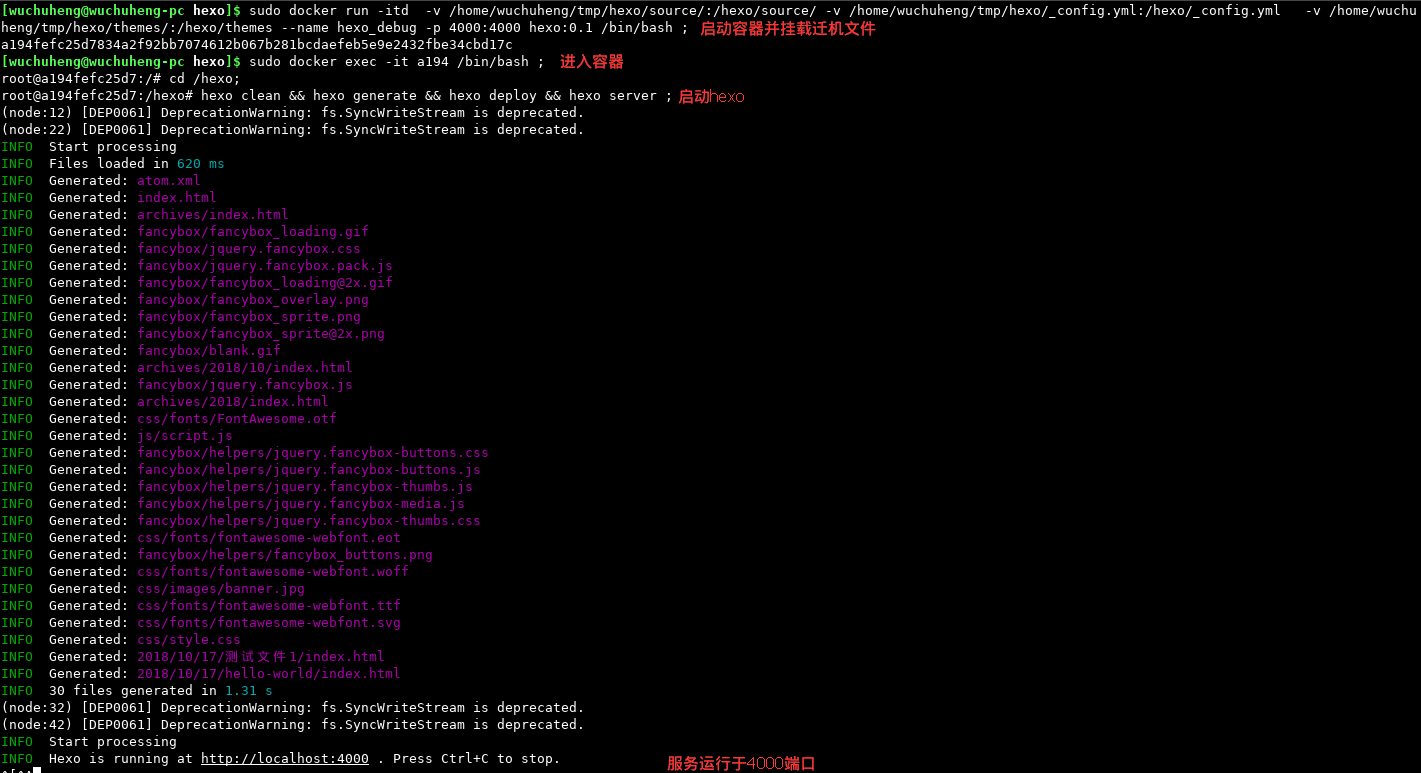 [wuchuheng@wuchuheng-pc hexo]$ sudo docker run -itd  -v /home/wuchuheng/tmp/hexo/source/:/hexo/source/ -v /home/wuchuheng/tmp/hexo/_config.yml:/hexo/_config.yml   -v /home/wuchu
heng/tmp/hexo/themes/:/hexo/themes --name hexo_debug -p 4000:4000 hexo:0.1 /bin/bash ; 启动容器并挂载迁机文件
a194fefc25d7834a2f92bb7074612b067b281bcdaefeb5e9e2432fbe34cbd17c
[wuchuheng@wuchuheng-pc hexo]$ sudo docker exec -it a194 /bin/bash ; 进入容器
root@a194fefc25d7:/# cd /hexo;
root@a194fefc25d7:/hexo# hexo clean && hexo generate && hexo deploy && hexo server ; 启动hexo
(node:12) [DEP0061] DeprecationWarning: fs.SyncWriteStream is deprecated.
(node:22) [DEP0061] DeprecationWarning: fs.SyncWriteStream is deprecated.
INFO  Start processing
INFO  Files loaded in 620 ms
INFO  Generated: atom.xml
INFO  Generated: index.html
INFO  Generated: archives/index.html
INFO  Generated: fancybox/fancybox_loading.gif
INFO  Generated: fancybox/jquery.fancybox.css
INFO  Generated: fancybox/jquery.fancybox.pack.js
INFO  Generated: fancybox/fancybox_loading@2x.gif
INFO  Generated: fancybox/fancybox_overlay.png
INFO  Generated: fancybox/fancybox_sprite.png
INFO  Generated: fancybox/fancybox_sprite@2x.png
INFO  Generated: fancybox/blank.gif
INFO  Generated: archives/2018/10/index.html
INFO  Generated: fancybox/jquery.fancybox.js
INFO  Generated: archives/2018/index.html
INFO  Generated: css/fonts/FontAwesome.otf
INFO  Generated: js/script.js
INFO  Generated: fancybox/helpers/jquery.fancybox-buttons.css
INFO  Generated: fancybox/helpers/jquery.fancybox-buttons.js
INFO  Generated: fancybox/helpers/jquery.fancybox-thumbs.js
INFO  Generated: fancybox/helpers/jquery.fancybox-media.js
INFO  Generated: fancybox/helpers/jquery.fancybox-thumbs.css
INFO  Generated: css/fonts/fontawesome-webfont.eot
INFO  Generated: fancybox/helpers/fancybox_buttons.png
INFO  Generated: css/fonts/fontawesome-webfont.woff
INFO  Generated: css/images/banner.jpg
INFO  Generated: css/fonts/fontawesome-webfont.ttf
INFO  Generated: css/fonts/fontawesome-webfont.svg
INFO  Generated: css/style.css
INFO  Generated: 2018/10/17/测试文件1/index.html
INFO  Generated: 2018/10/17/hello-world/index.html
INFO  30 files generated in 1.31 s
(node:32) [DEP0061] DeprecationWarning: fs.SyncWriteStream is deprecated.
(node:42) [DEP0061] DeprecationWarning: fs.SyncWriteStream is deprecated.
INFO  Start processing
INFO  Hexo is running at http://localhost:4000 . Press Ctrl+C to stop. 服务运行于4000端口